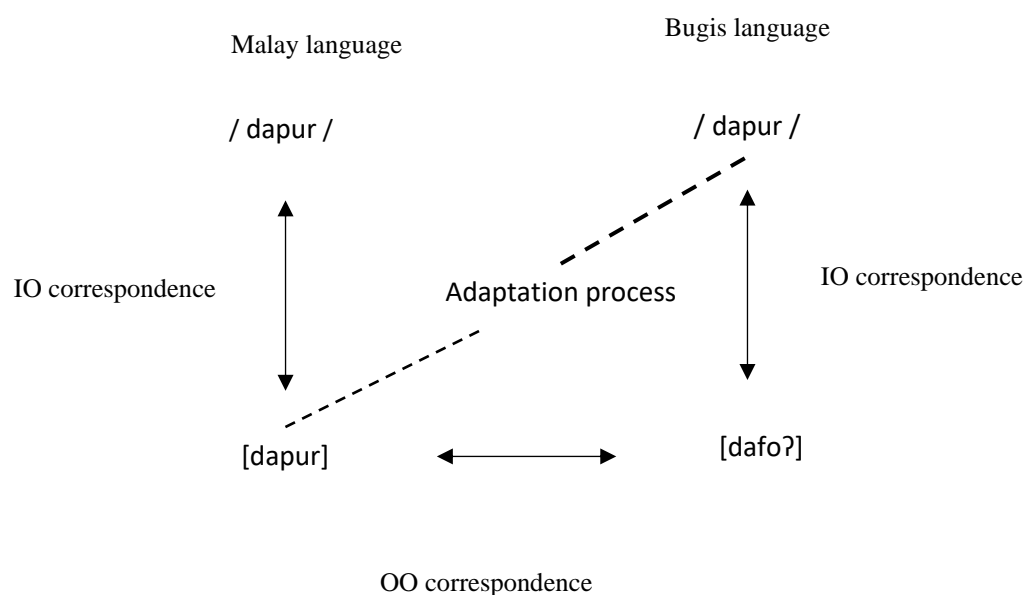 Malay language
Bugis language
/ dapur /
/ dapur /
IO correspondence
Adaptation process
IO correspondence
[dapur]
[dafoʔ]
OO correspondence